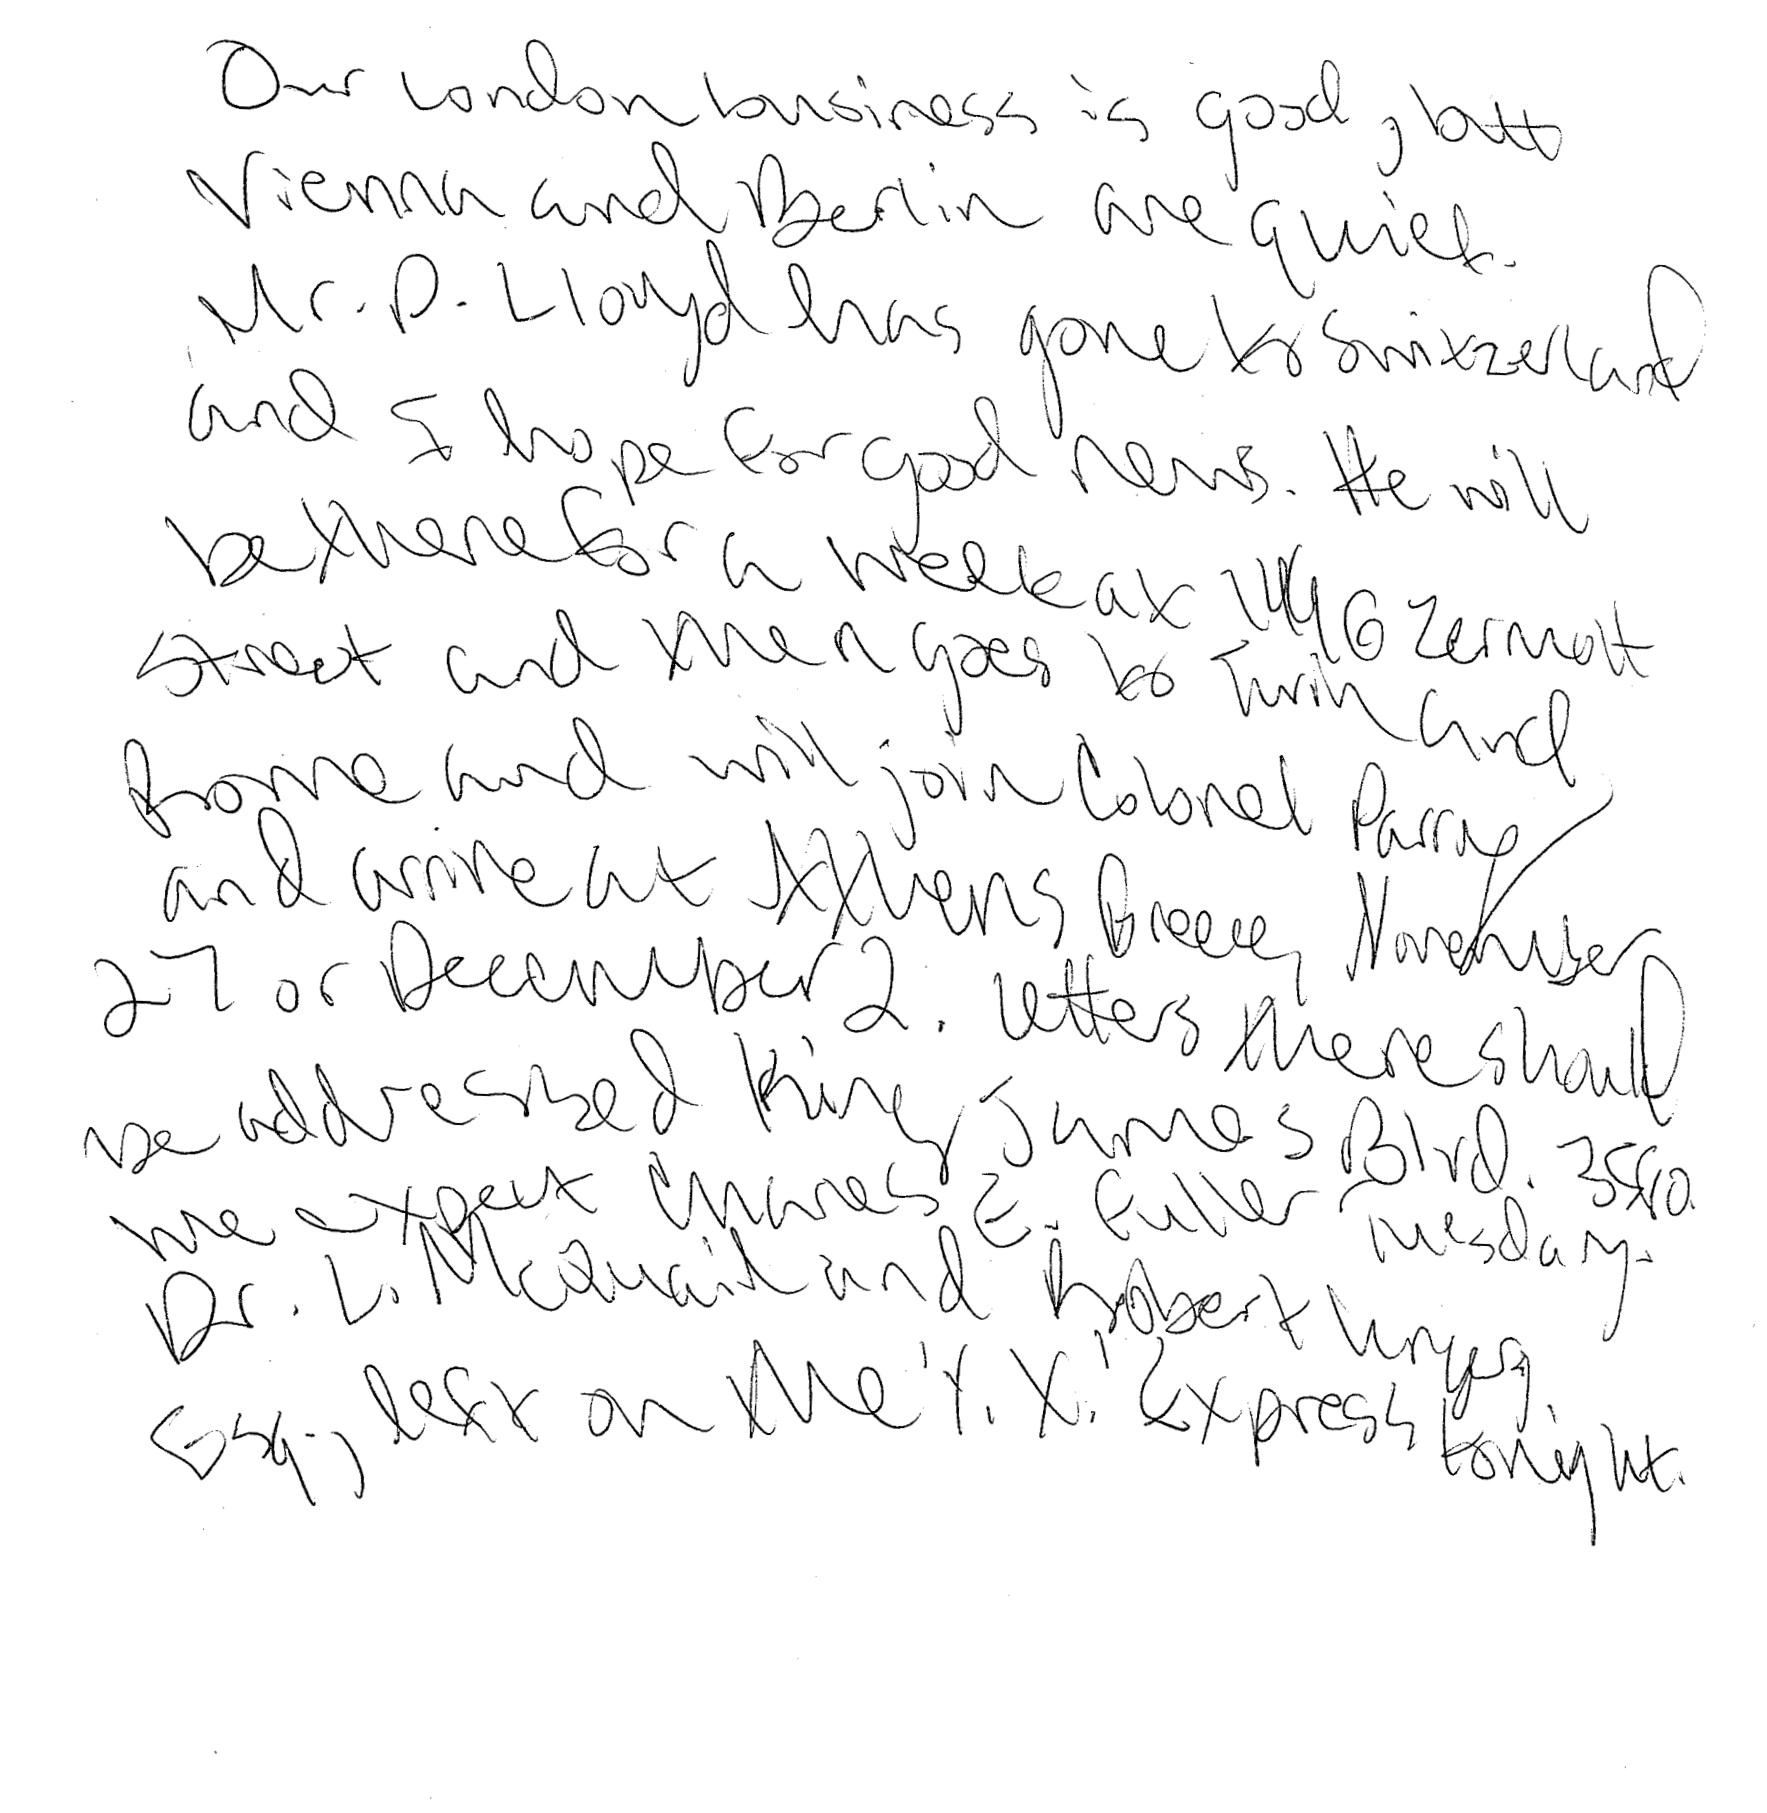 Our London business is good, but
Vienna and Berlin are quiet.
Mr. D. Lloyd has gone to Switzerland
and I hope for good news. He will
be there for a week at 1496 Zermott
Street and then goes to Turin and
Rome and will join Colonel Parry
and arrive at Athens Greece, November
27 or December 2. Letters there should
be addressed King James Blvd. 3580.
We expect Chares E. Fuller Tuesday.
Dr. L. McQuaid and Robert Unger,
Esq., left on the 'Y. X.' Express tonight.